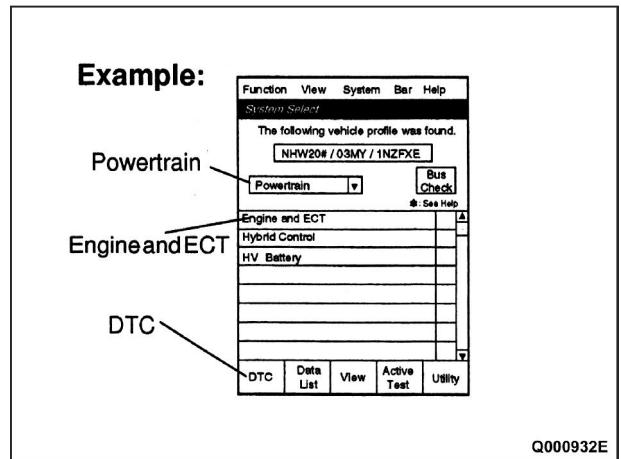 Example:
Function View System Bar Help
System Select
The following vehicle profile was found.
NHW20# / 03MY / 1NZFXE
Powertrain
Powertrain
Bus Check
✽: See Help
Engine and ECT
Engine and ECT
Hybrid Control
HV Battery
DTC
DTC Data List View Active Test Utility
Q000932E